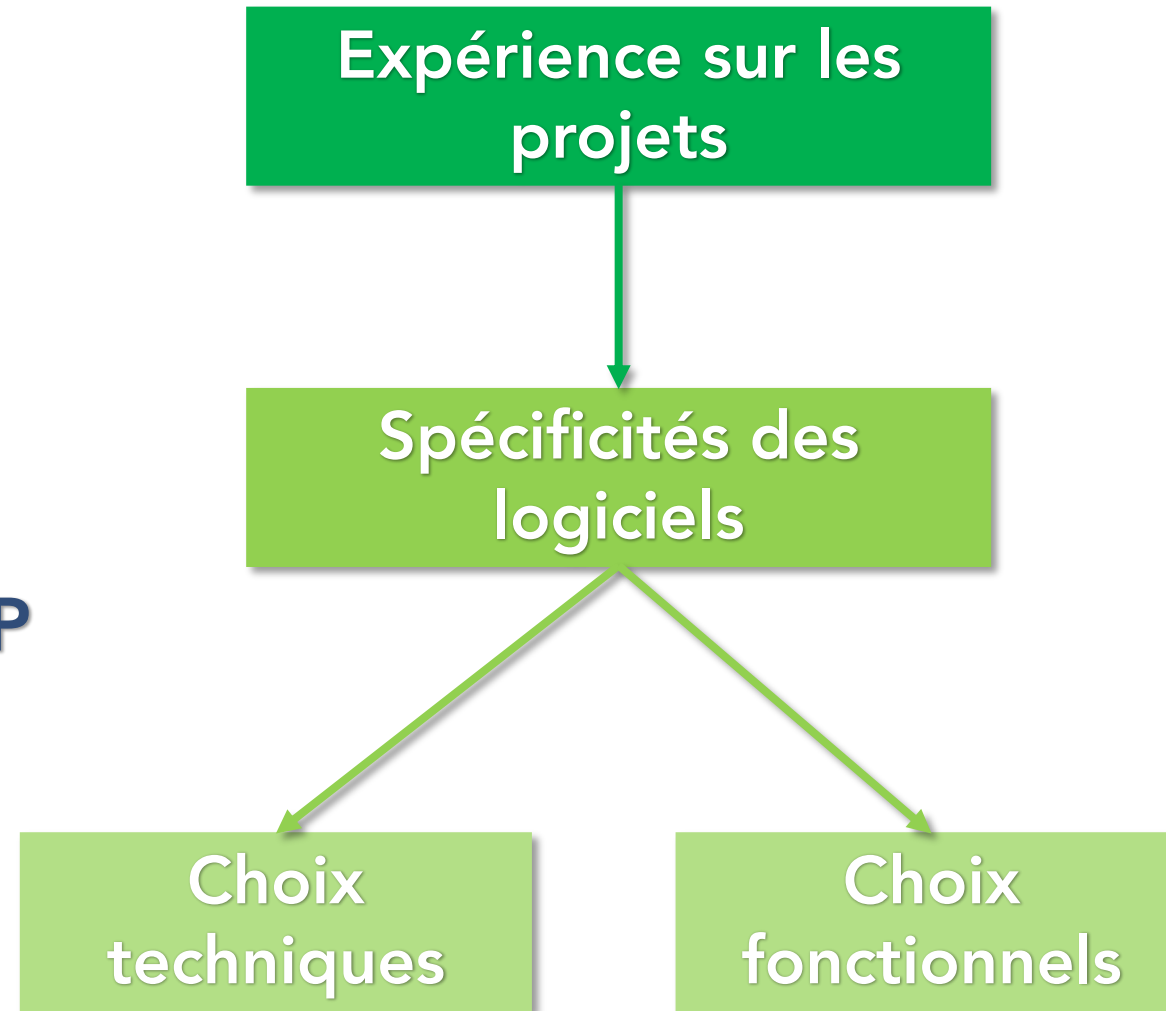 Expérience sur les
projets
Spécificités des
logiciels
P
Choix
techniques
Choix
fonctionnels